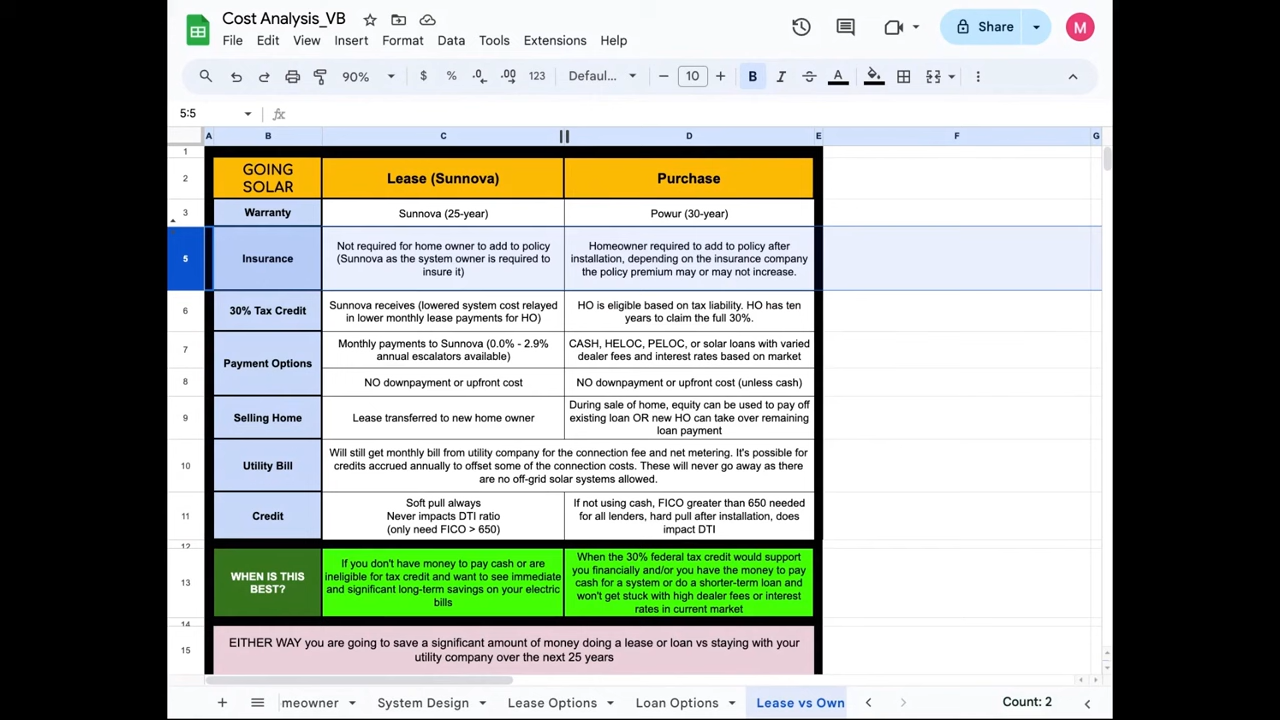 Cost Analysis_VB
File Edit View Insert Format Data Tools Extensions Help
Share
M
90% $ % .0 .00 123 Defaul... 10 B I A
5:5 fx
A B C D E F G
1
2 GOING SOLAR Lease (Sunnova) Purchase
3 Warranty Sunnova (25-year) Powur (30-year)
5 Insurance
Not required for home owner to add to policy
(Sunnova as the system owner is required to
insure it)
Homeowner required to add to policy after
installation, depending on the insurance company
the policy premium may or may not increase.
6 30% Tax Credit
Sunnova receives (lowered system cost relayed
in lower monthly lease payments for HO)
HO is eligible based on tax liability. HO has ten
years to claim the full 30%.
7 Payment Options
Monthly payments to Sunnova (0.0% - 2.9%
annual escalators available)
CASH, HELOC, PELOC, or solar loans with varied
dealer fees and interest rates based on market
8 NO downpayment or upfront cost NO downpayment or upfront cost (unless cash)
9 Selling Home
Lease transferred to new home owner
During sale of home, equity can be used to pay off
existing loan OR new HO can take over remaining
loan payment
10 Utility Bill
Will still get monthly bill from utility company for the connection fee and net metering. It's possible for
credits accrued annually to offset some of the connection costs. These will never go away as there
are no off-grid solar systems allowed.
11 Credit
Soft pull always
Never impacts DTI ratio
(only need FICO > 650)
If not using cash, FICO greater than 650 needed
for all lenders, hard pull after installation, does
impact DTI
12
13 WHEN IS THIS BEST?
If you don't have money to pay cash or are
ineligible for tax credit and want to see immediate
and significant long-term savings on your electric
bills
When the 30% federal tax credit would support
you financially and/or you have the money to pay
cash for a system or do a shorter-term loan and
won't get stuck with high dealer fees or interest
rates in current market
14
15
EITHER WAY you are going to save a significant amount of money doing a lease or loan vs staying with your
utility company over the next 25 years
meowner System Design Lease Options Loan Options Lease vs Own Count: 2